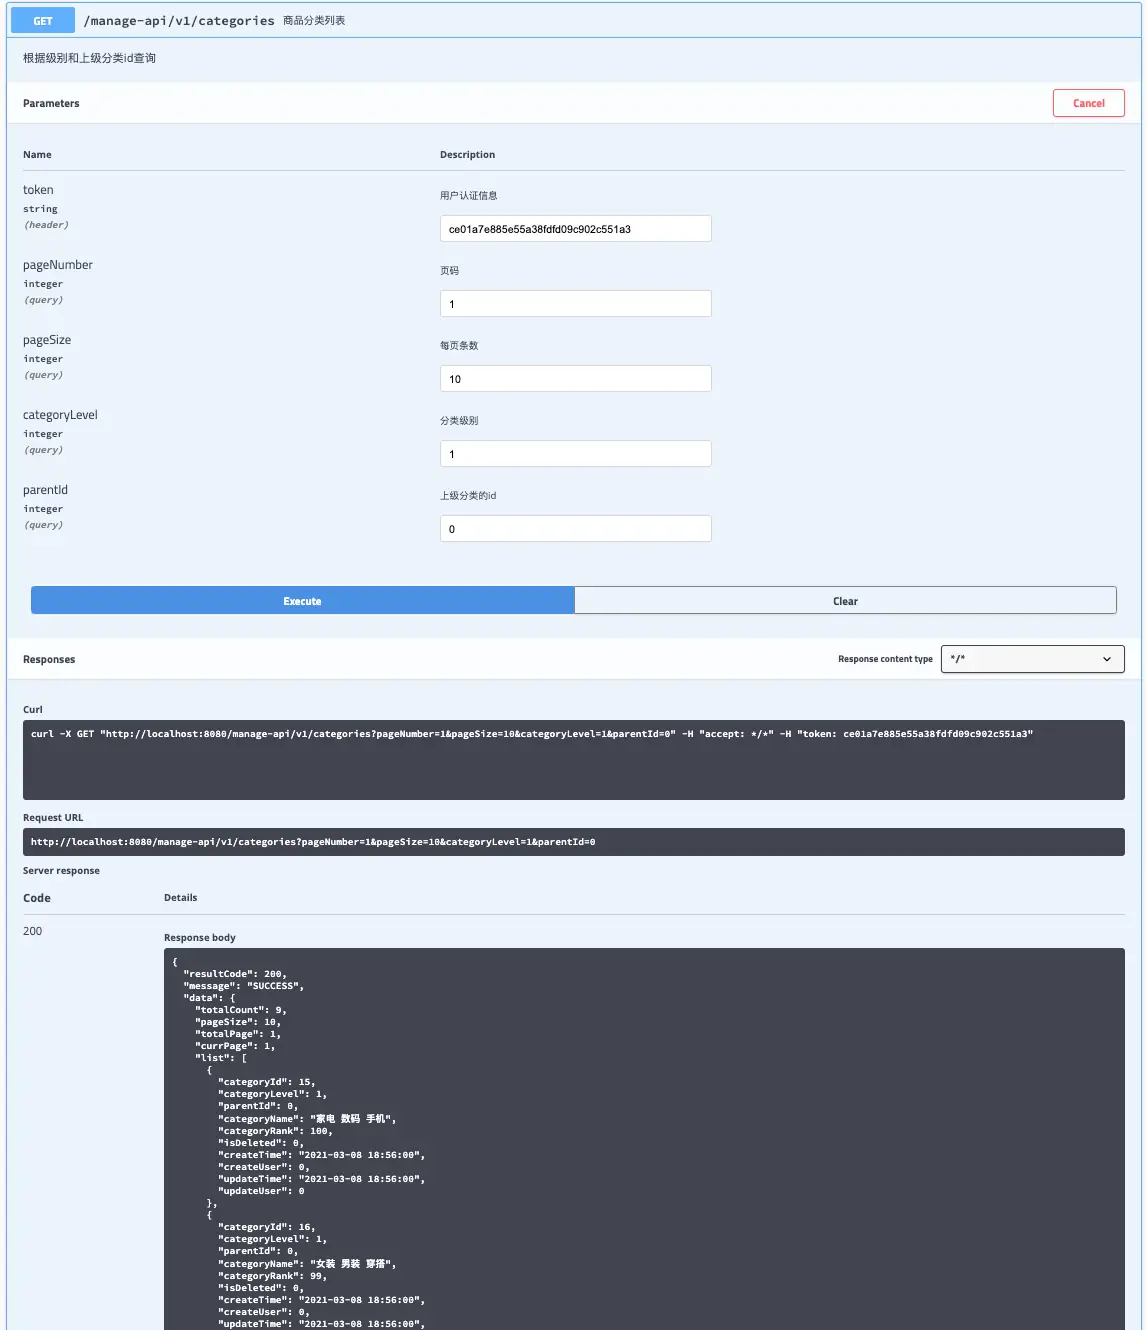 GET /manage-api/v1/categories 商品分类列表
根据级别和上级分类id查询
Parameters Cancel
Name Description
token 用户认证信息
string
(header) ce01a7e885e55a38fdfd09c902c551a3
pageNumber 页码
integer
(query) 1
pageSize 每页条数
integer
(query) 10
categoryLevel 分类级别
integer
(query) 1
parentId 上级分类的id
integer
(query) 0
Execute Clear
Responses Response content type */*
Curl
curl -X GET "http://localhost:8080/manage-api/v1/categories?pageNumber=1&pageSize=10&categoryLevel=1&parentId=0" -H "accept: */*" -H "token: ce01a7e885e55a38fdfd09c902c551a3"
Request URL
http://localhost:8080/manage-api/v1/categories?pageNumber=1&pageSize=10&categoryLevel=1&parentId=0
Server response
Code Details
200
Response body
{
"resultCode": 200,
"message": "SUCCESS",
"data": {
"totalCount": 9,
"pageSize": 10,
"totalPage": 1,
"currPage": 1,
"list": [
{
"categoryId": 15,
"categoryLevel": 1,
"parentId": 0,
"categoryName": "家电 数码 手机",
"categoryRank": 100,
"isDeleted": 0,
"createTime": "2021-03-08 18:56:00",
"createUser": 0,
"updateTime": "2021-03-08 18:56:00",
"updateUser": 0
},
{
"categoryId": 16,
"categoryLevel": 1,
"parentId": 0,
"categoryName": "女装 男装 穿搭",
"categoryRank": 99,
"isDeleted": 0,
"createTime": "2021-03-08 18:56:00",
"createUser": 0,
"updateTime": "2021-03-08 18:56:00",